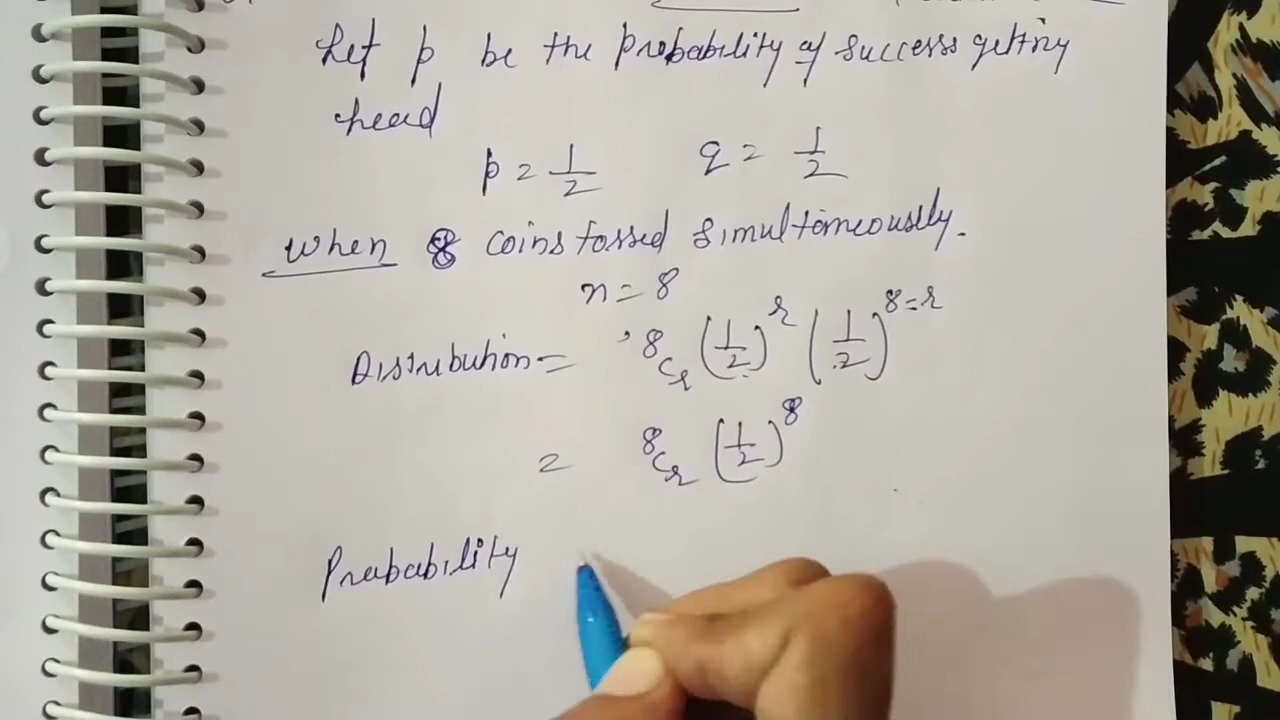 Let p be the probability of success getting
head
p = 1/2 q = 1/2
When 8 coins tossed simultaneously.
n = 8
Distribution = ⁸Cr (1/2)^r (1/2)^(8-r)
= ⁸Cr (1/2)^8
Prabability